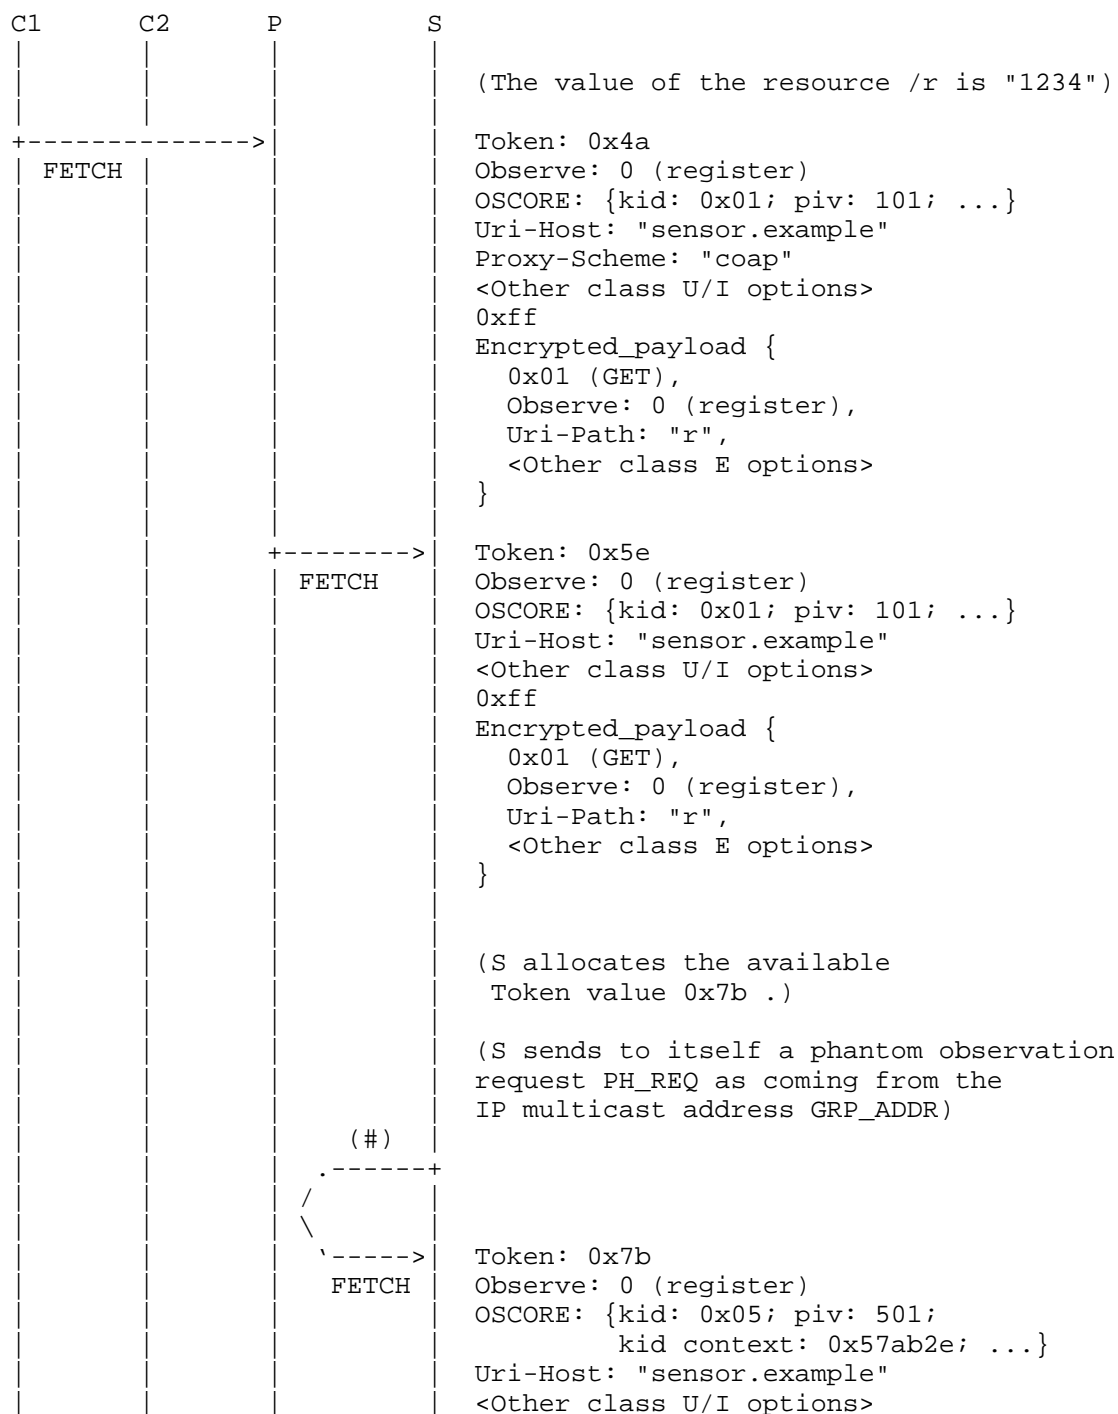 C1      C2      P         S
|       |       |         |
|       |       |         |  (The value of the resource /r is "1234")
|       |       |         |
+-------------->|         |  Token: 0x4a
| FETCH |       |         |  Observe: 0 (register)
|       |       |         |  OSCORE: {kid: 0x01; piv: 101; ...}
|       |       |         |  Uri-Host: "sensor.example"
|       |       |         |  Proxy-Scheme: "coap"
|       |       |         |  <Other class U/I options>
|       |       |         |  0xff
|       |       |         |  Encrypted_payload {
|       |       |         |    0x01 (GET),
|       |       |         |    Observe: 0 (register),
|       |       |         |    Uri-Path: "r",
|       |       |         |    <Other class E options>
|       |       |         |  }
|       |       |         |
|       |       +-------->|  Token: 0x5e
|       |       | FETCH   |  Observe: 0 (register)
|       |       |         |  OSCORE: {kid: 0x01; piv: 101; ...}
|       |       |         |  Uri-Host: "sensor.example"
|       |       |         |  <Other class U/I options>
|       |       |         |  0xff
|       |       |         |  Encrypted_payload {
|       |       |         |    0x01 (GET),
|       |       |         |    Observe: 0 (register),
|       |       |         |    Uri-Path: "r",
|       |       |         |    <Other class E options>
|       |       |         |  }
|       |       |         |
|       |       |         |
|       |       |         |  (S allocates the available
|       |       |         |   Token value 0x7b .)
|       |       |         |
|       |       |         |  (S sends to itself a phantom observation
|       |       |         |  request PH_REQ as coming from the
|       |       |         |  IP multicast address GRP_ADDR)
|       |       |    (#)  |
|       |       |  .------+
|       |       | /       |
|       |       | \       |
|       |       |  `----->|  Token: 0x7b
|       |       |   FETCH |  Observe: 0 (register)
|       |       |         |  OSCORE: {kid: 0x05; piv: 501;
|       |       |         |           kid context: 0x57ab2e; ...}
|       |       |         |  Uri-Host: "sensor.example"
|       |       |         |  <Other class U/I options>